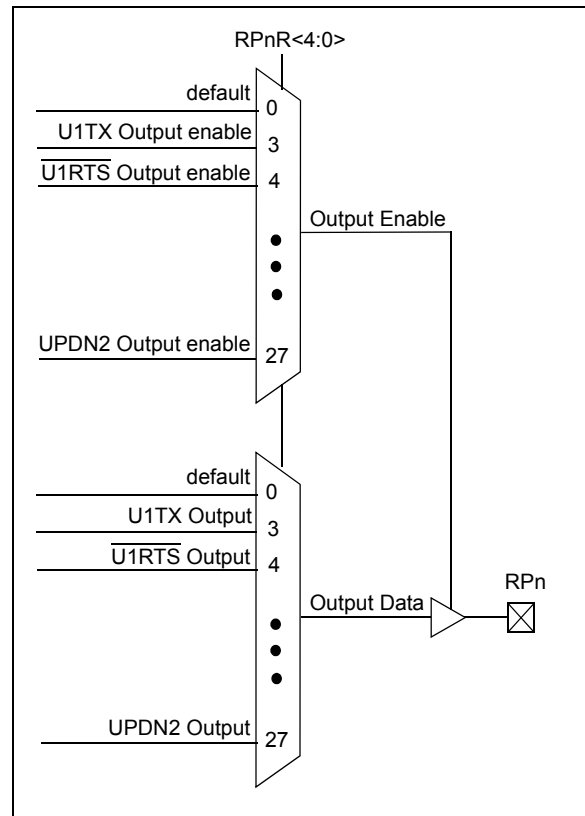 RPnR<4:0>
default
0
U1TX Output enable
3
U1RTS Output enable
4
Output Enable
UPDN2 Output enable
27
default
0
U1TX Output
3
U1RTS Output
4
RPn
Output Data
UPDN2 Output
27